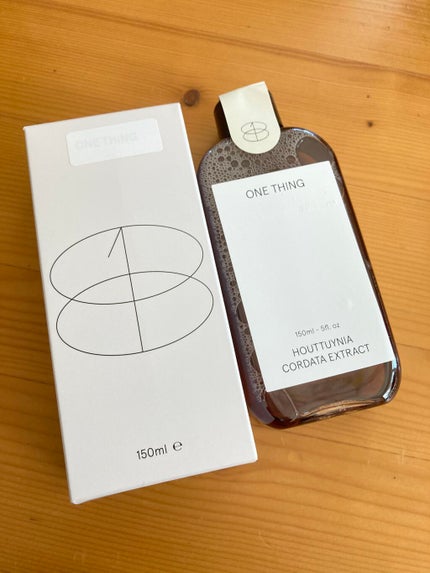 ONE THING
150ml e
ONE THING
150ml - 5fl. oz
HOUTTUYNIA
CORDATA EXTRACT